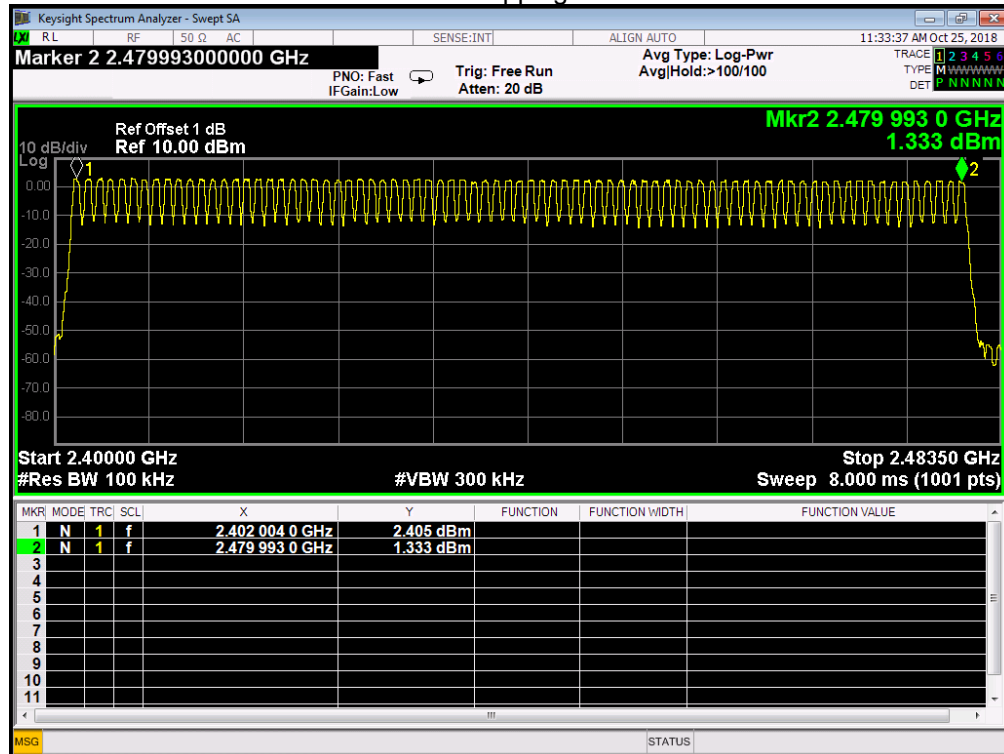 Keysight Spectrum Analyzer - Swept SA
LXI RL RF 50 Ω AC SENSE:INT ALIGN AUTO 11:33:37 AM Oct 25, 2018
Marker 2 2.479993000000 GHz
PNO: Fast
IFGain:Low
Trig: Free Run
Atten: 20 dB
Avg Type: Log-Pwr
Avg|Hold:>100/100
TRACE 1 2 3 4 5 6
TYPE M WWWWW
DET P N N N N N
Mkr2 2.479 993 0 GHz
1.333 dBm
Ref Offset 1 dB
10 dB/div Ref 10.00 dBm
Log
1
2
0.00
-10.0
-20.0
-30.0
-40.0
-50.0
-60.0
-70.0
-80.0
Start 2.40000 GHz Stop 2.48350 GHz
#Res BW 100 kHz #VBW 300 kHz Sweep 8.000 ms (1001 pts)
MKR MODE TRC SCL X Y FUNCTION FUNCTION WIDTH FUNCTION VALUE
1 N 1 f 2.402 004 0 GHz 2.405 dBm
2 N 1 f 2.479 993 0 GHz 1.333 dBm
3
4
5
6
7
8
9
10
11
MSG STATUS